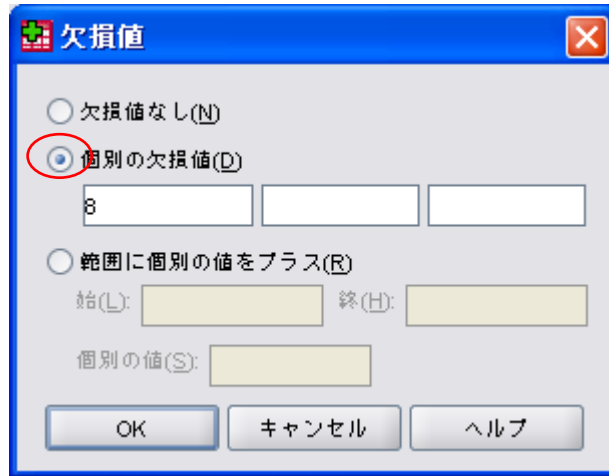 欠損値
欠損値なし(N)
個別の欠損値(D)
8
範囲に個別の値をプラス(R)
始(L): 終(H):
個別の値(S):
OK キャンセル ヘルプ